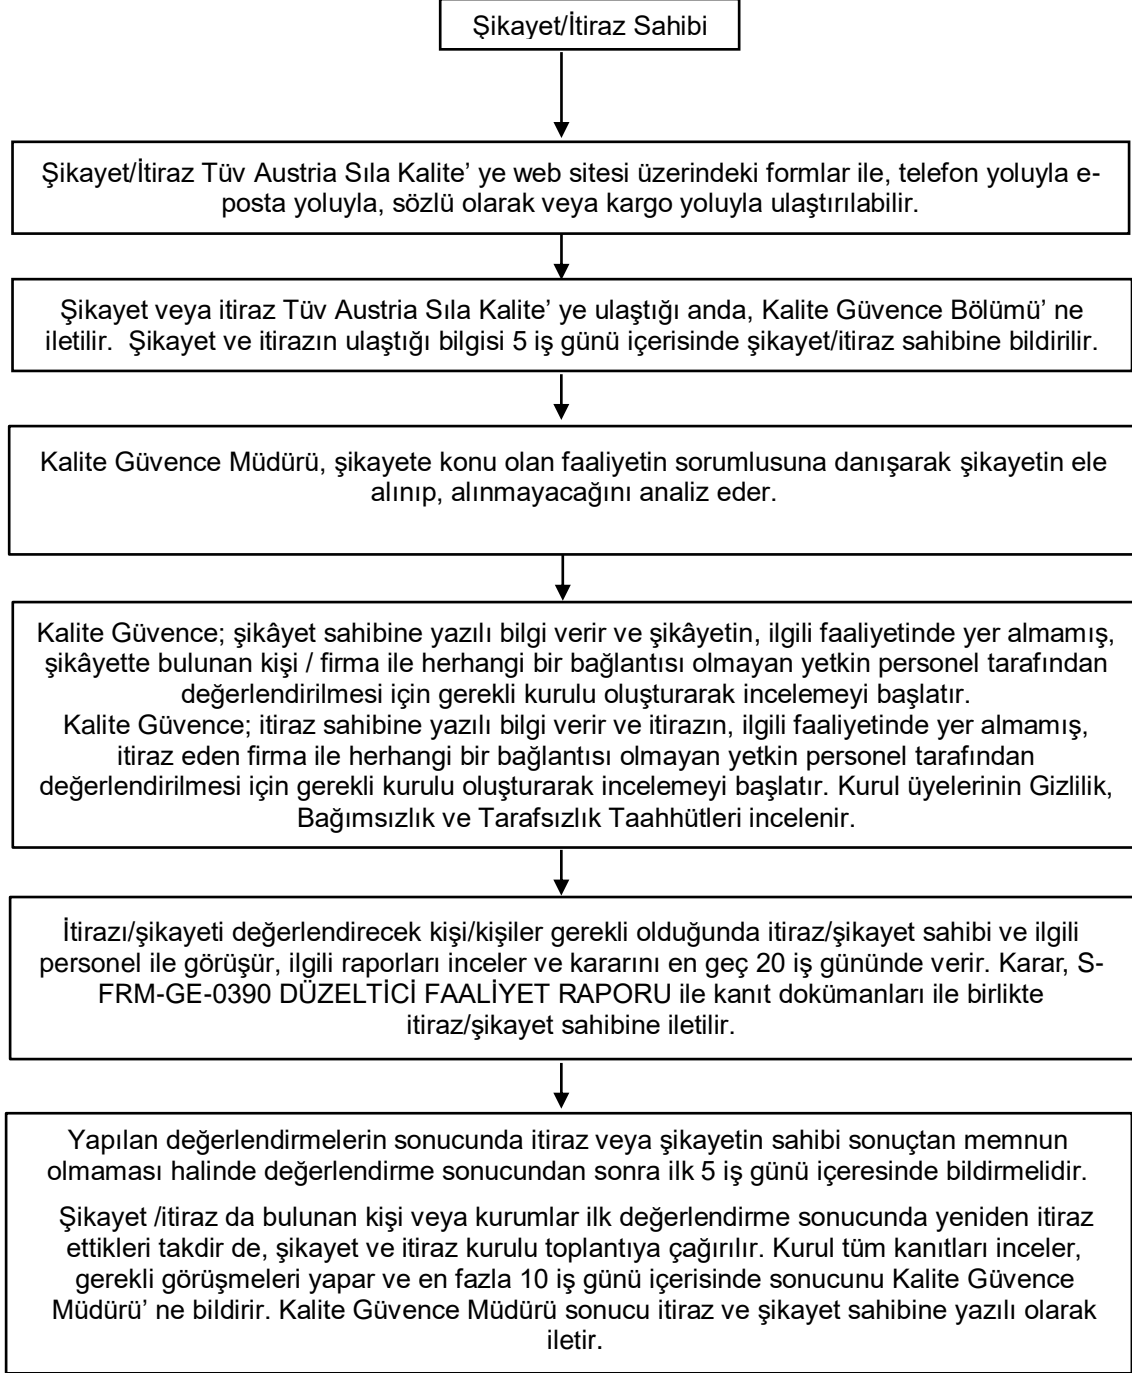 Şikayet/İtiraz Sahibi
Şikayet/İtiraz Tüv Austria Sıla Kalite’ ye web sitesi üzerindeki formlar ile, telefon yoluyla e-
posta yoluyla, sözlü olarak veya kargo yoluyla ulaştırılabilir.
Şikayet veya itiraz Tüv Austria Sıla Kalite’ ye ulaştığı anda, Kalite Güvence Bölümü’ ne
iletilir.  Şikayet ve itirazın ulaştığı bilgisi 5 iş günü içerisinde şikayet/itiraz sahibine bildirilir.
Kalite Güvence Müdürü, şikayete konu olan faaliyetin sorumlusuna danışarak şikayetin ele
alınıp, alınmayacağını analiz eder.
Kalite Güvence; şikâyet sahibine yazılı bilgi verir ve şikâyetin, ilgili faaliyetinde yer almamış,
şikâyette bulunan kişi / firma ile herhangi bir bağlantısı olmayan yetkin personel tarafından
değerlendirilmesi için gerekli kurulu oluşturarak incelemeyi başlatır.
Kalite Güvence; itiraz sahibine yazılı bilgi verir ve itirazın, ilgili faaliyetinde yer almamış,
itiraz eden firma ile herhangi bir bağlantısı olmayan yetkin personel tarafından
değerlendirilmesi için gerekli kurulu oluşturarak incelemeyi başlatır. Kurul üyelerinin Gizlilik,
Bağımsızlık ve Tarafsızlık Taahhütleri incelenir.
İtirazı/şikayeti değerlendirecek kişi/kişiler gerekli olduğunda itiraz/şikayet sahibi ve ilgili
personel ile görüşür, ilgili raporları inceler ve kararını en geç 20 iş gününde verir. Karar, S-
FRM-GE-0390 DÜZELTİCİ FAALİYET RAPORU ile kanıt dokümanları ile birlikte
itiraz/şikayet sahibine iletilir.
Yapılan değerlendirmelerin sonucunda itiraz veya şikayetin sahibi sonuçtan memnun
olmaması halinde değerlendirme sonucundan sonra ilk 5 iş günü içeresinde bildirmelidir.
Şikayet /itiraz da bulunan kişi veya kurumlar ilk değerlendirme sonucunda yeniden itiraz
ettikleri takdir de, şikayet ve itiraz kurulu toplantıya çağırılır. Kurul tüm kanıtları inceler,
gerekli görüşmeleri yapar ve en fazla 10 iş günü içerisinde sonucunu Kalite Güvence
Müdürü’ ne bildirir. Kalite Güvence Müdürü sonucu itiraz ve şikayet sahibine yazılı olarak
iletir.